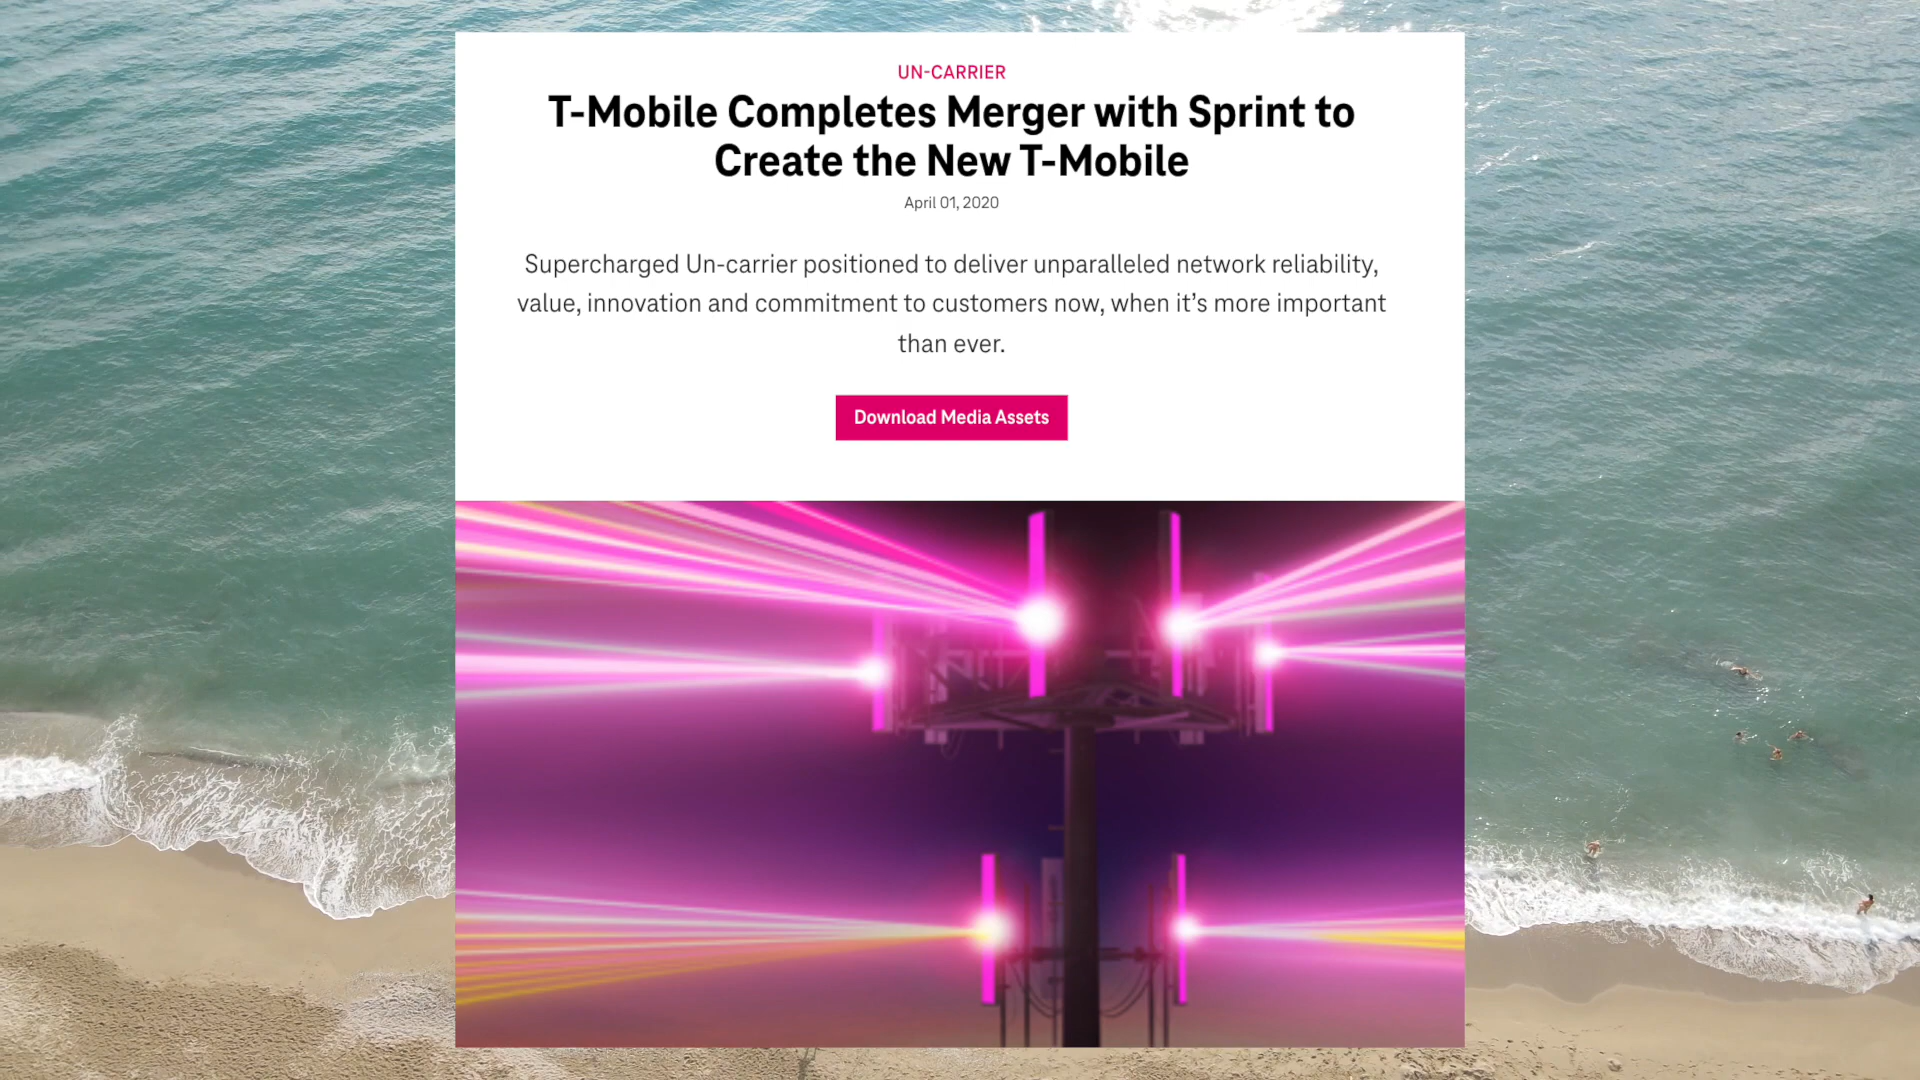 UN-CARRIER
T-Mobile Completes Merger with Sprint to
Create the New T-Mobile
April 01, 2020
Supercharged Un-carrier positioned to deliver unparalleled network reliability,
value, innovation and commitment to customers now, when it’s more important
than ever.
Download Media Assets